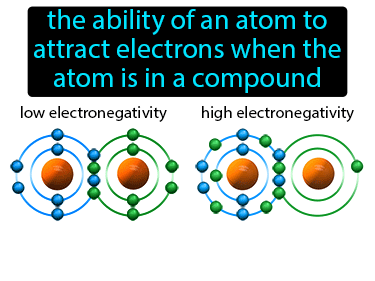 the ability of an atom to
attract electrons when the
atom is in a compound
low electronegativity
high electronegativity